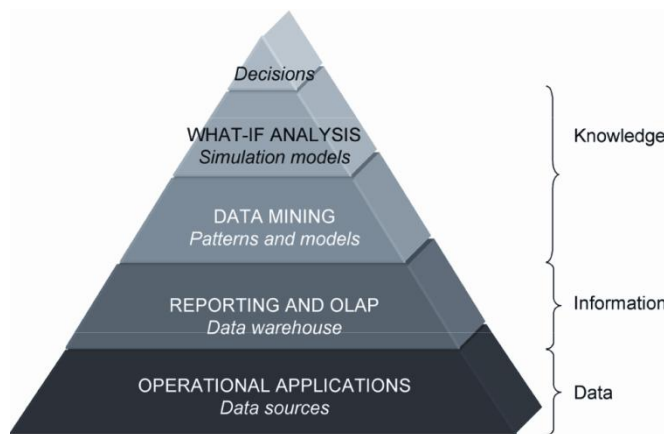 Decisions
WHAT-IF ANALYSIS
Simulation models
Knowledge
DATA MINING
Patterns and models
REPORTING AND OLAP
Data warehouse
Information
OPERATIONAL APPLICATIONS
Data sources
Data